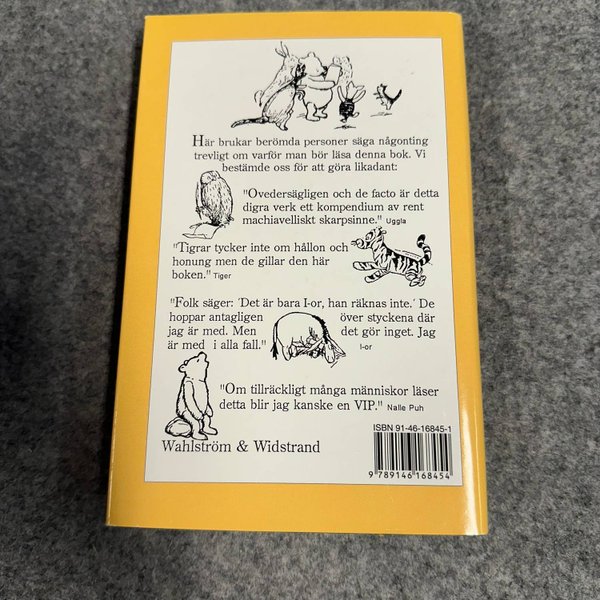 Här brukar berömda personer säga någonting
trevligt om varför man bör läsa denna bok. Vi
bestämde oss för att göra likadant:
"Ovedersägligen och de facto är detta
digra verk ett kompendium av rent
machiavelliskt skarpsinne." Uggla
"Tigrar tycker inte om hållon och
honung men de gillar den här
boken." Tiger
"Folk säger: ´Det är bara I-or, han räknas inte.´ De
hoppar antagligen över styckena där
jag är med. Men det gör inget. Jag
är med i alla fall." I-or
"Om tillräckligt många människor läser
detta blir jag kanske en VIP." Nalle Puh
ISBN 91-46-16845-1
Wahlström & Widstrand
9 789146 168454